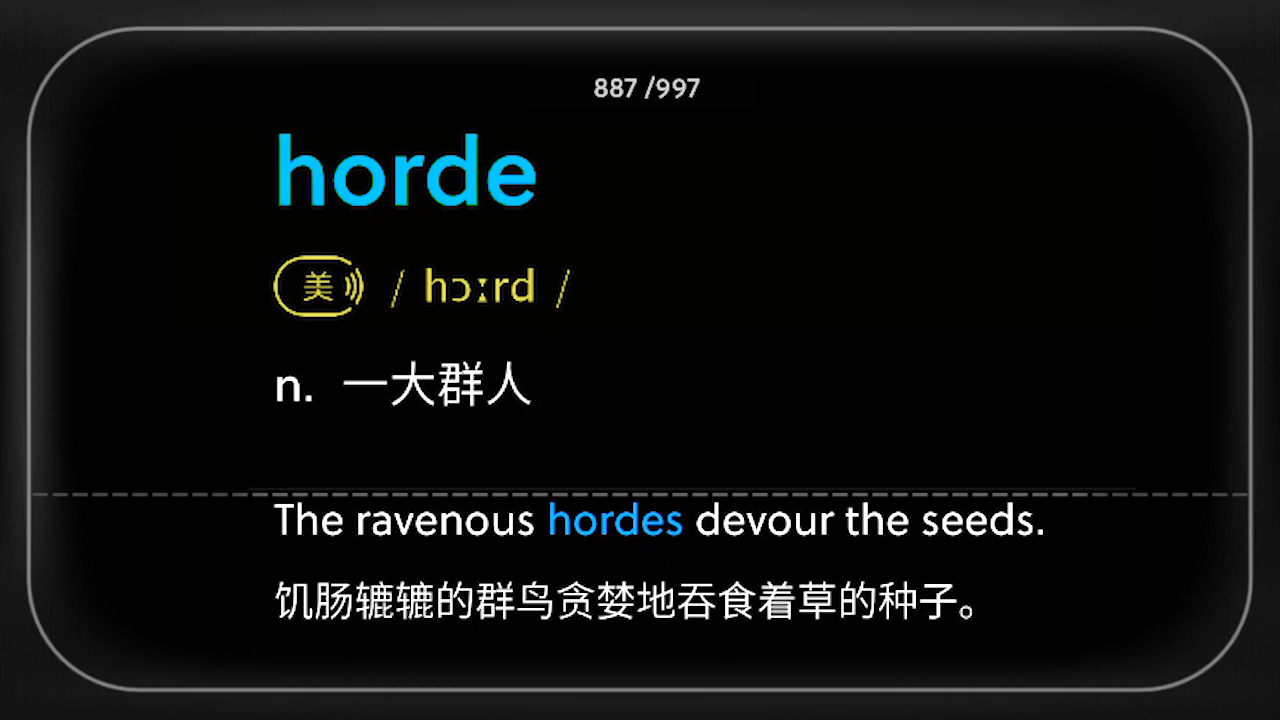 887 /997
horde
美 / hɔːrd /
n. 一大群人
The ravenous hordes devour the seeds.
饥肠辘辘的群鸟贪婪地吞食着草的种子。